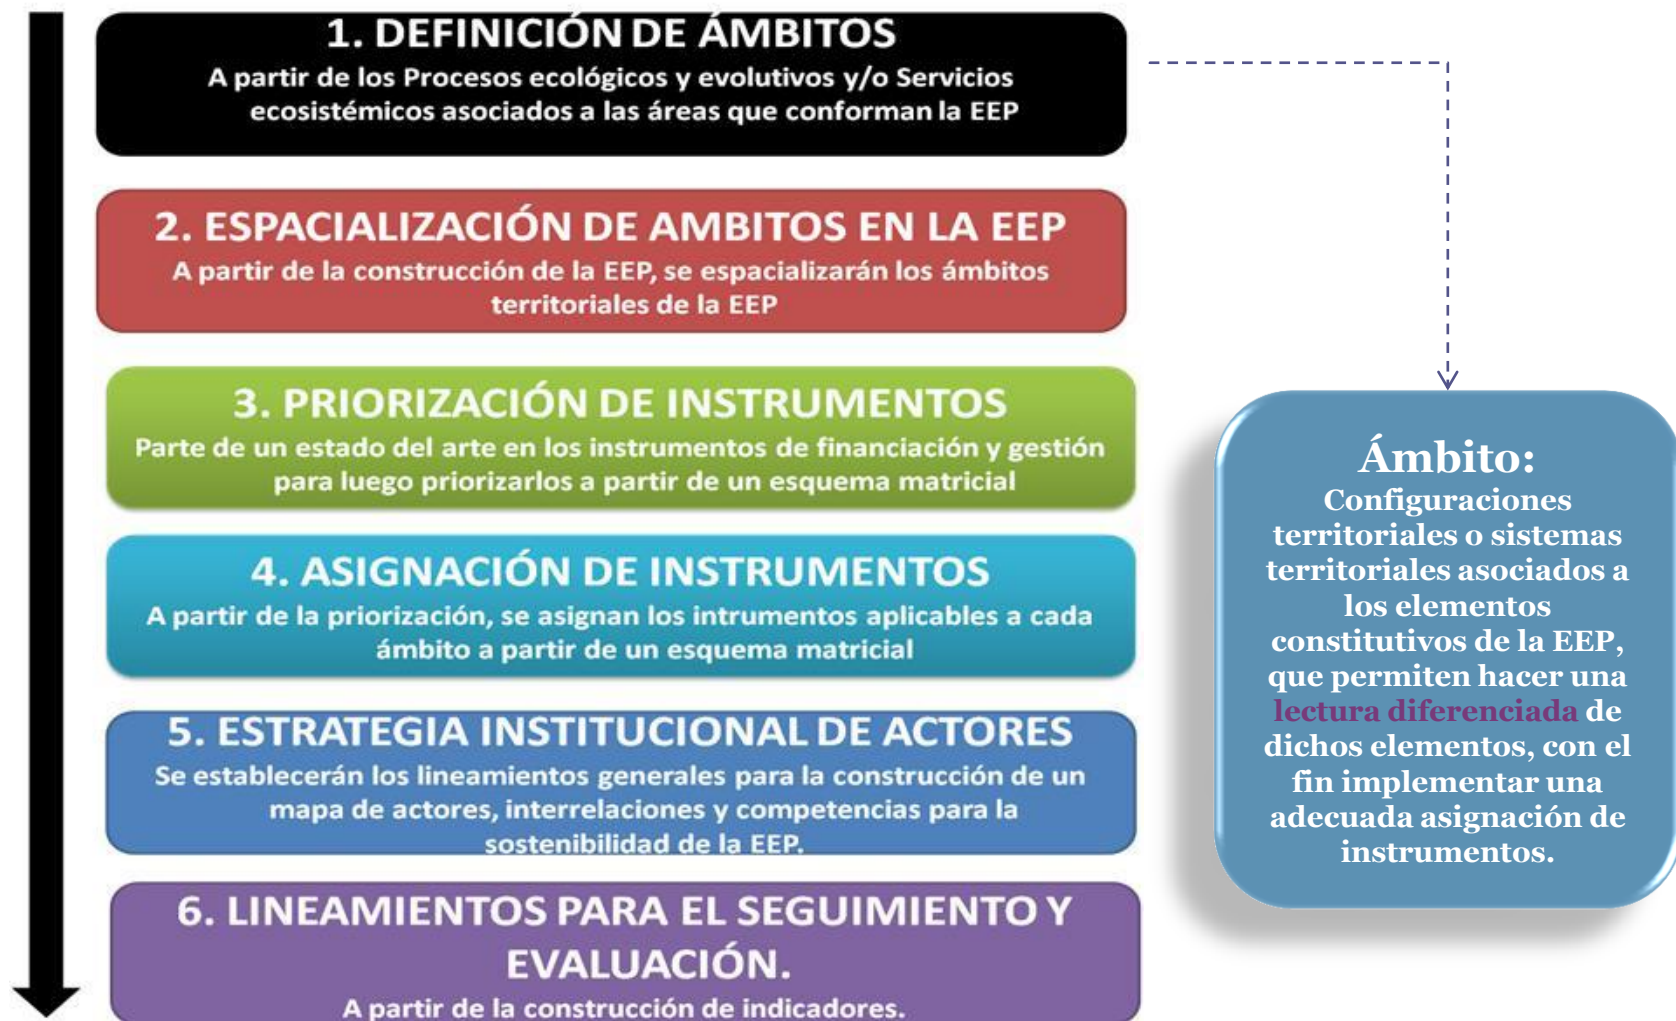 1. DEFINICIÓN DE ÁMBITOS
A partir de los Procesos ecológicos y evolutivos y/o Servicios
ecosistémicos asociados a las áreas que conforman la EEP
2. ESPACIALIZACIÓN DE AMBITOS EN LA EEP
A partir de la construcción de la EEP, se espacializarán los ámbitos
territoriales de la EEP
3. PRIORIZACIÓN DE INSTRUMENTOS
Parte de un estado del arte en los instrumentos de financiación y gestión
para luego priorizarlos a partir de un esquema matricial
4. ASIGNACIÓN DE INSTRUMENTOS
A partir de la priorización, se asignan los intrumentos aplicables a cada
ámbito a partir de un esquema matricial
5. ESTRATEGIA INSTITUCIONAL DE ACTORES
Se establecerán los lineamientos generales para la construcción de un
mapa de actores, interrelaciones y competencias para la
sostenibilidad de la EEP.
6. LINEAMIENTOS PARA EL SEGUIMIENTO Y
EVALUACIÓN.
A partir de la construcción de indicadores.
Ámbito:
Configuraciones
territoriales o sistemas
territoriales asociados a
los elementos
constitutivos de la EEP,
que permiten hacer una
lectura diferenciada de
dichos elementos, con el
fin implementar una
adecuada asignación de
instrumentos.